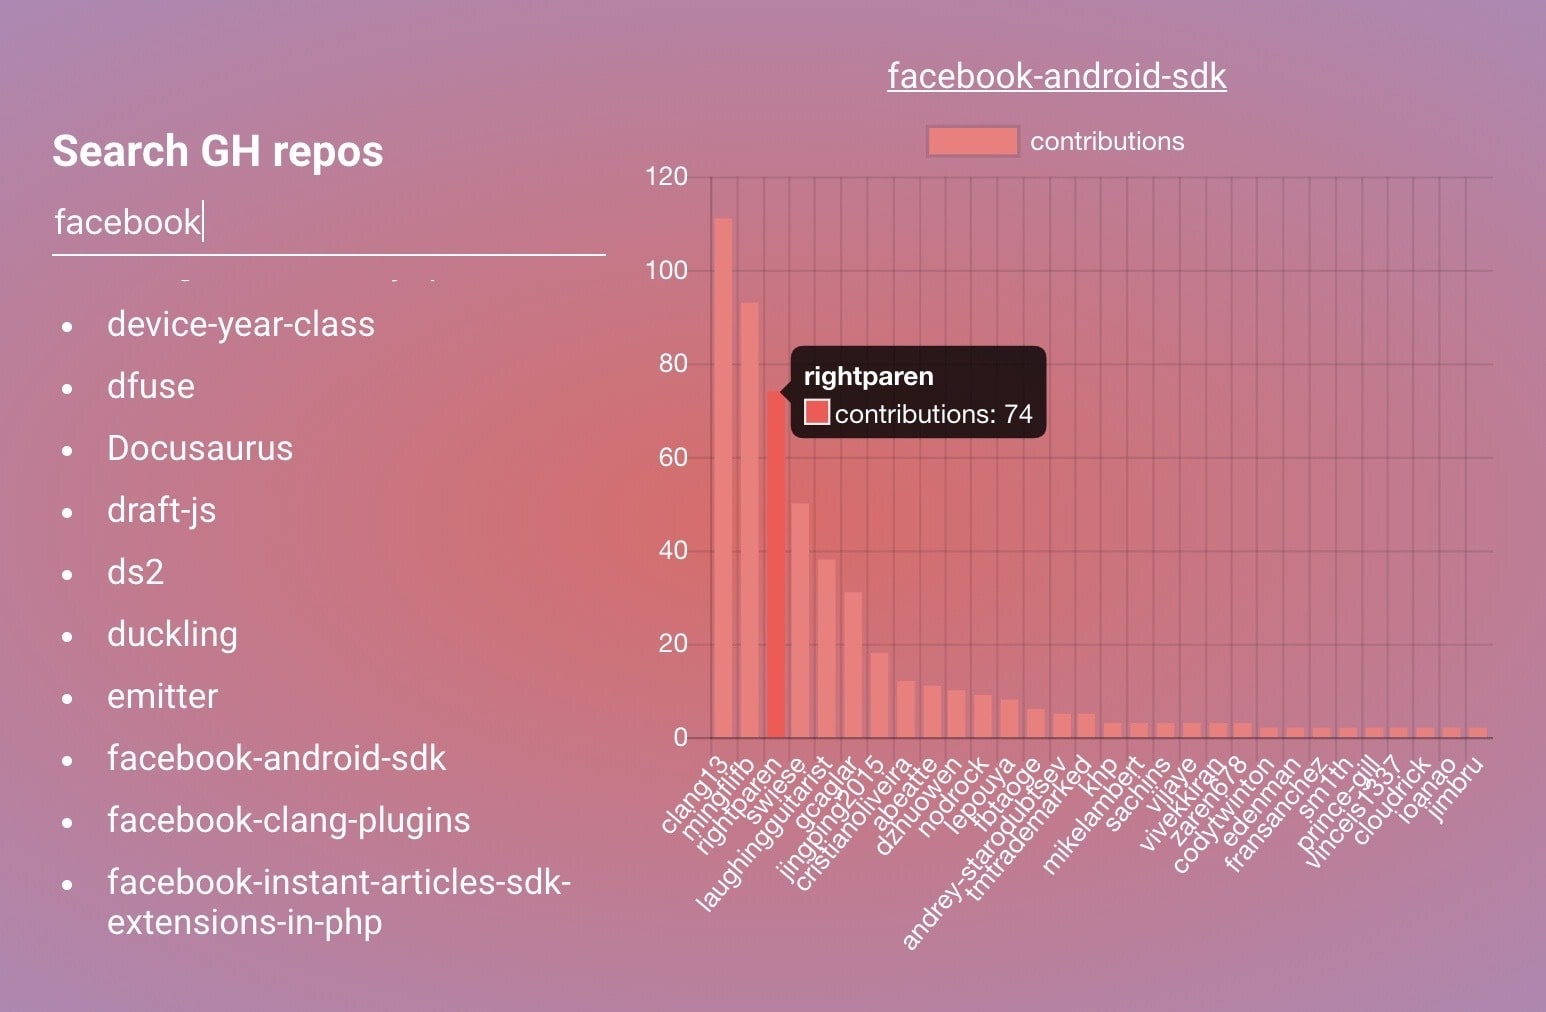 Search GH repos
facebook
device-year-class
dfuse
Docusaurus
draft-js
ds2
duckling
emitter
facebook-android-sdk
facebook-clang-plugins
facebook-instant-articles-sdk-
extensions-in-php
facebook-android-sdk
contributions
120
100
80
60
40
20
0
rightparen
contributions: 74
clang13
mingflifb
rightparen
swiese
laughingguitarist
gcaglar
jingping2015
cristianoliveira
abeatte
dzhuowen
nodrock
lepouya
fbtaoge
andrey-starodubtsev
tmtrademarked
khp
mikelambert
sachins
vijaye
vivekkiran
zaren678
codytwinton
edenman
fransanchez
sm1th
prince-gill
vincejs1337
cloudrick
loanao
jimbru